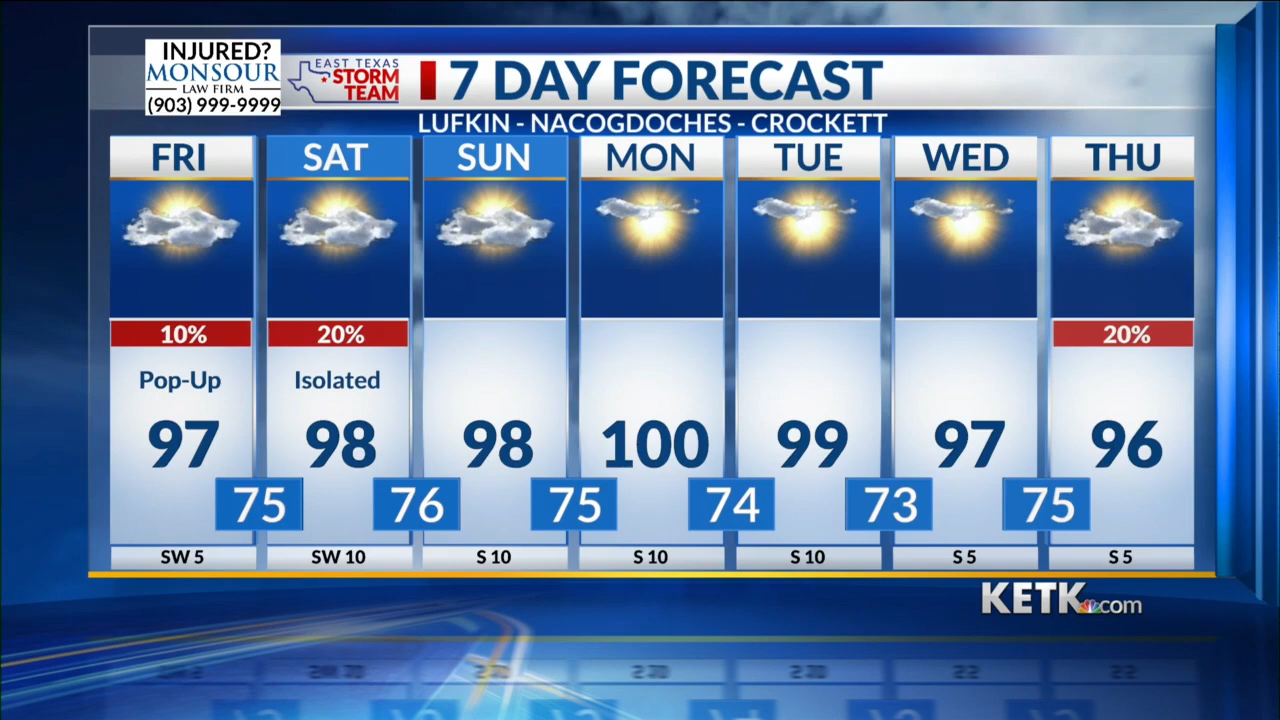 INJURED?
MONSOUR
LAW FIRM
(903) 999-9999
EAST TEXAS
STORM
TEAM
7 DAY FORECAST
LUFKIN - NACOGDOCHES - CROCKETT
FRI SAT SUN MON TUE WED THU
10% 20% 20%
Pop-Up Isolated
97 98 98 100 99 97 96
75 76 75 74 73 75
SW 5 SW 10 S 10 S 10 S 10 S 5 S 5
KETK.com